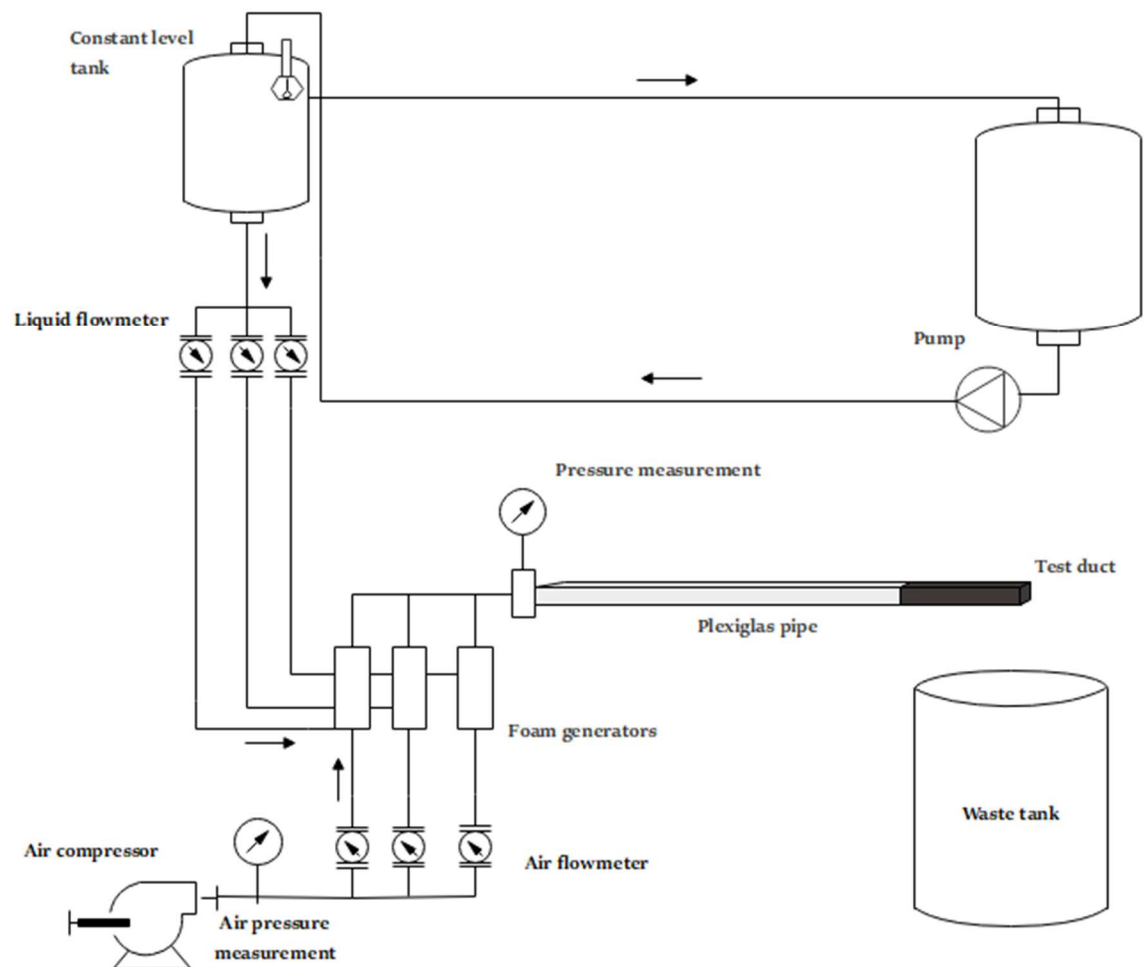 Constant level
tank
Liquid flowmeter
Pump
Pressure measurement
Test duct
Plexiglas pipe
Foam generators
Waste tank
Air compressor
Air flowmeter
Air pressure
measurement